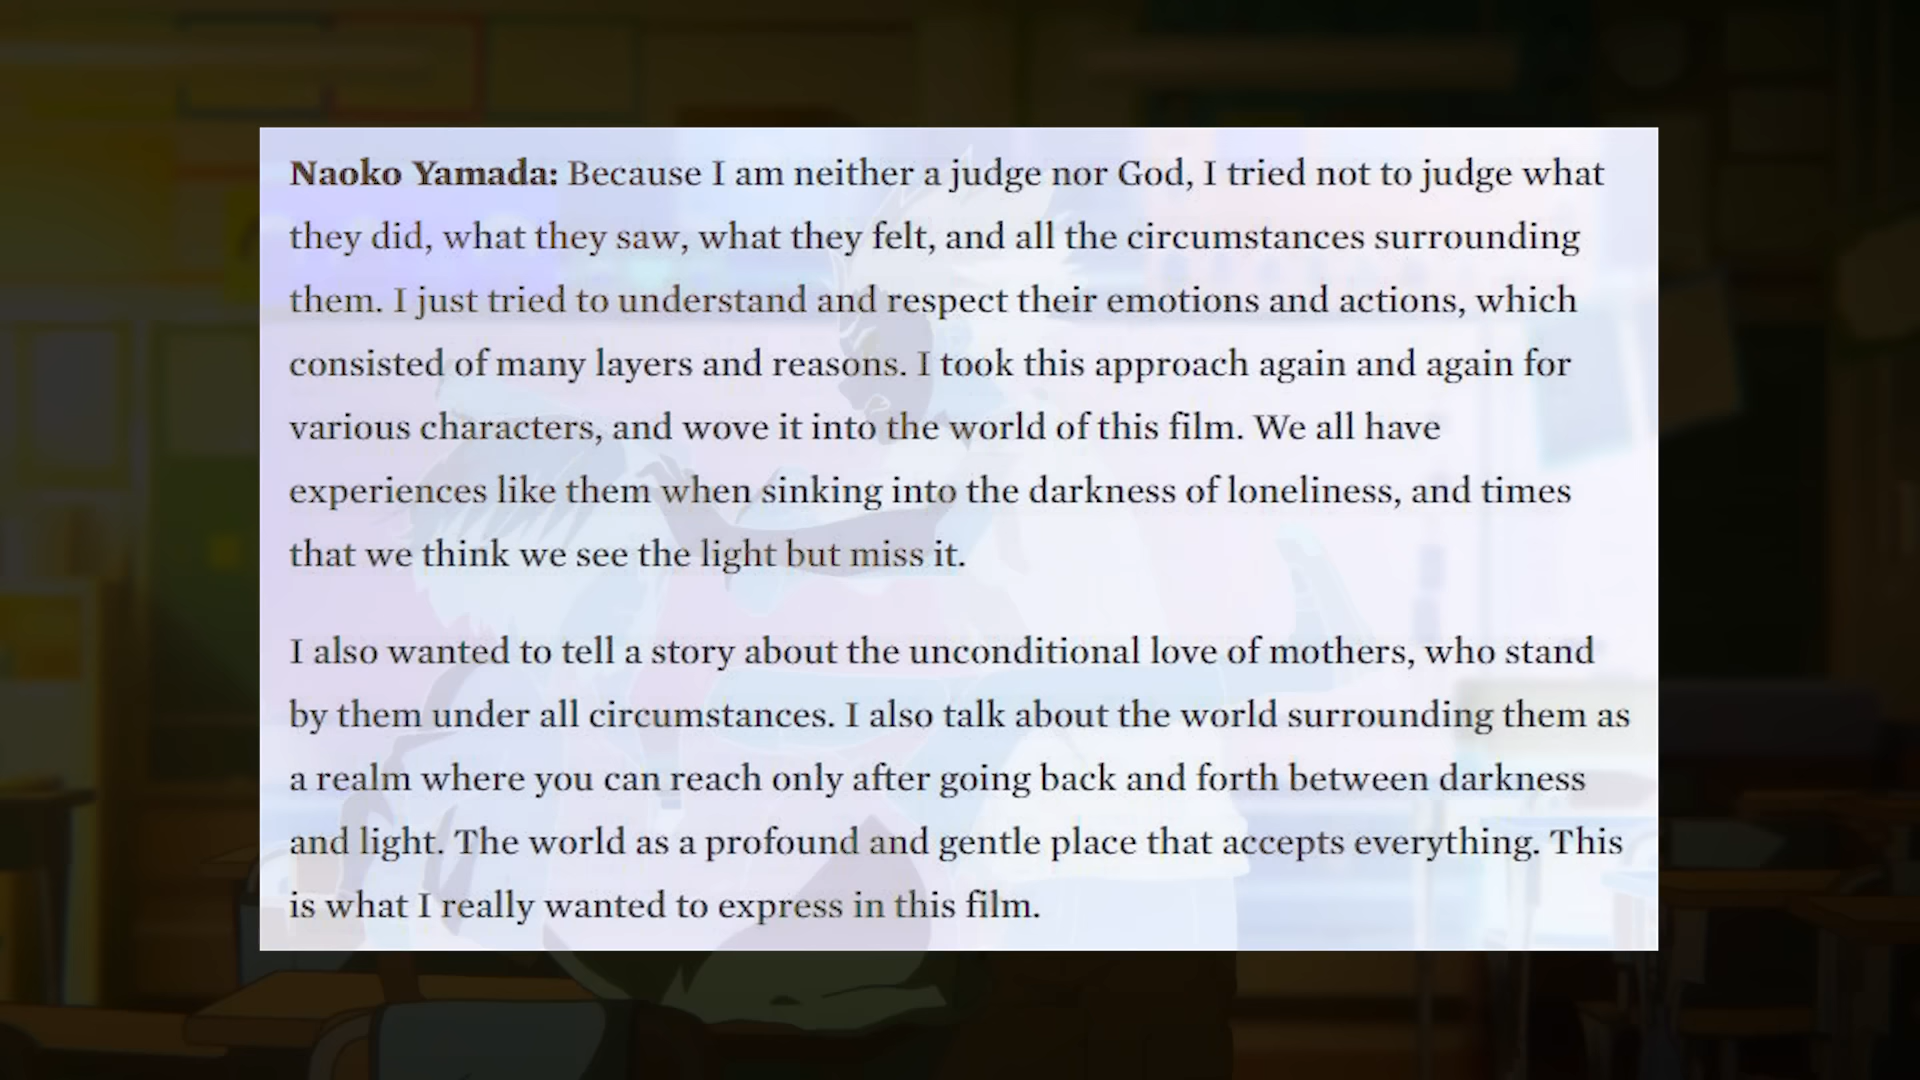 Naoko Yamada: Because I am neither a judge nor God, I tried not to judge what
they did, what they saw, what they felt, and all the circumstances surrounding
them. I just tried to understand and respect their emotions and actions, which
consisted of many layers and reasons. I took this approach again and again for
various characters, and wove it into the world of this film. We all have
experiences like them when sinking into the darkness of loneliness, and times
that we think we see the light but miss it.
I also wanted to tell a story about the unconditional love of mothers, who stand
by them under all circumstances. I also talk about the world surrounding them as
a realm where you can reach only after going back and forth between darkness
and light. The world as a profound and gentle place that accepts everything. This
is what I really wanted to express in this film.